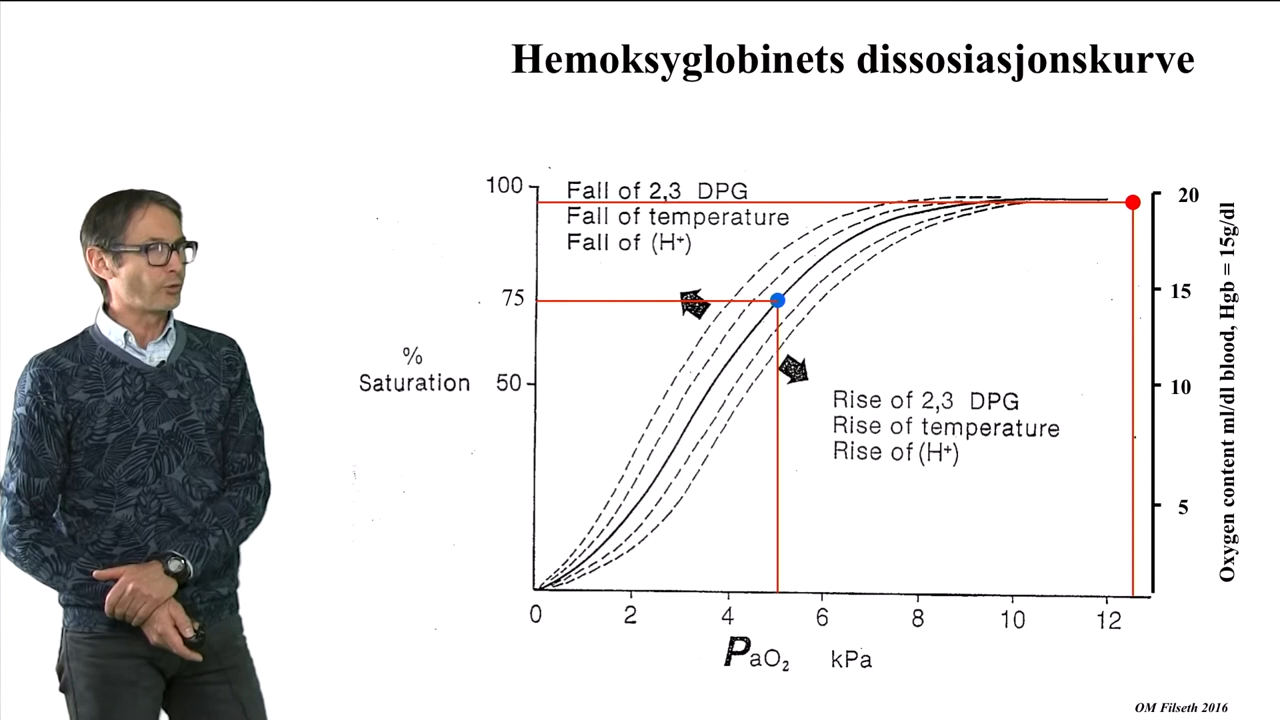 Hemoksyglobinets dissosiasjonskurve
100
75
50
%
Saturation
Fall of 2,3 DPG
Fall of temperature
Fall of (H⁺)
Rise of 2,3 DPG
Rise of temperature
Rise of (H⁺)
20
15
10
5
Oxygen content ml/dl blood, Hgb = 15g/dl
0 2 4 6 8 10 12
PaO₂ kPa
OM Filseth 2016